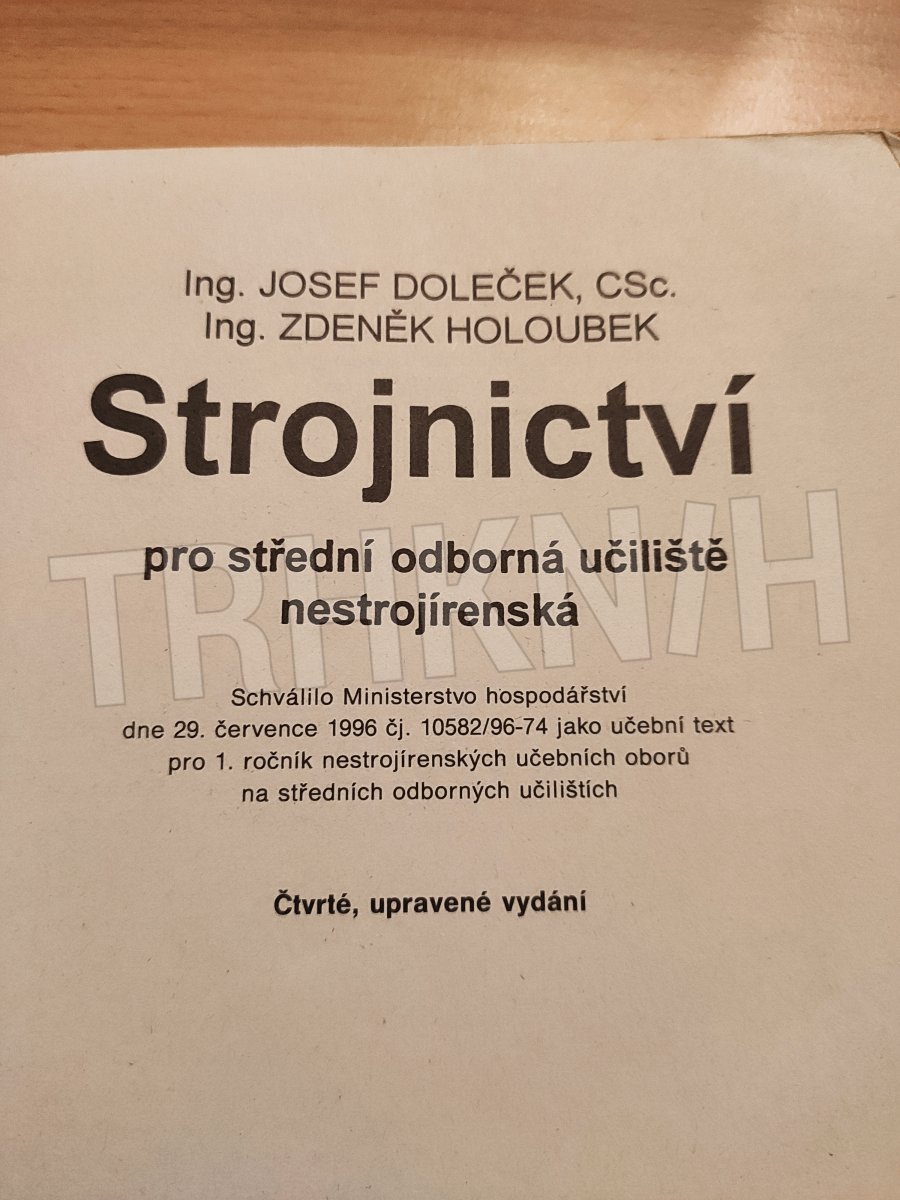 Ing. JOSEF DOLEČEK, CSc.
Ing. ZDENĚK HOLOUBEK
Strojnictví
TRHKNIH
pro střední odborná učiliště
nestrojírenská
Schválilo Ministerstvo hospodářství
dne 29. července 1996 čj. 10582/96-74 jako učební text
pro 1. ročník nestrojírenských učebních oborů
na středních odborných učilištích
Čtvrté, upravené vydání